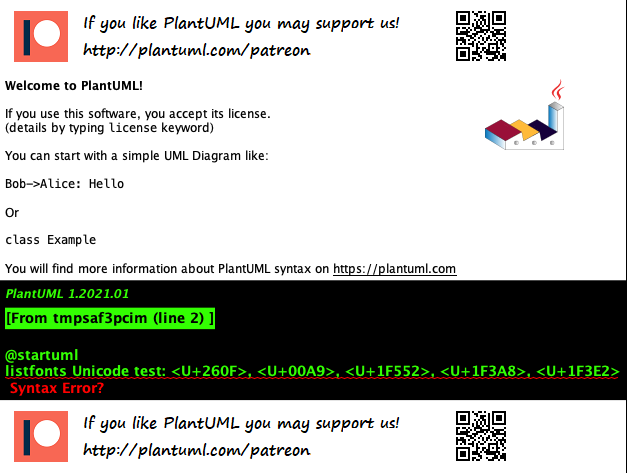 If you like PlantUML you may support us!
http://plantuml.com/patreon
Welcome to PlantUML!
If you use this software, you accept its license.
(details by typing license keyword)
You can start with a simple UML Diagram like:
Bob->Alice: Hello
Or
class Example
You will find more information about PlantUML syntax on https://plantuml.com
PlantUML 1.2021.01
[From tmpsaf3pcim (line 2) ]
@startuml
listfonts Unicode test: <U+260F>, <U+00A9>, <U+1F552>, <U+1F3A8>, <U+1F3E2>
Syntax Error?
If you like PlantUML you may support us!
http://plantuml.com/patreon